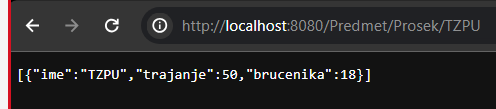 http://localhost:8080/Predmet/Prosek/TZPU
[{"ime":"TZPU","trajanje":50,"brucenika":18}]